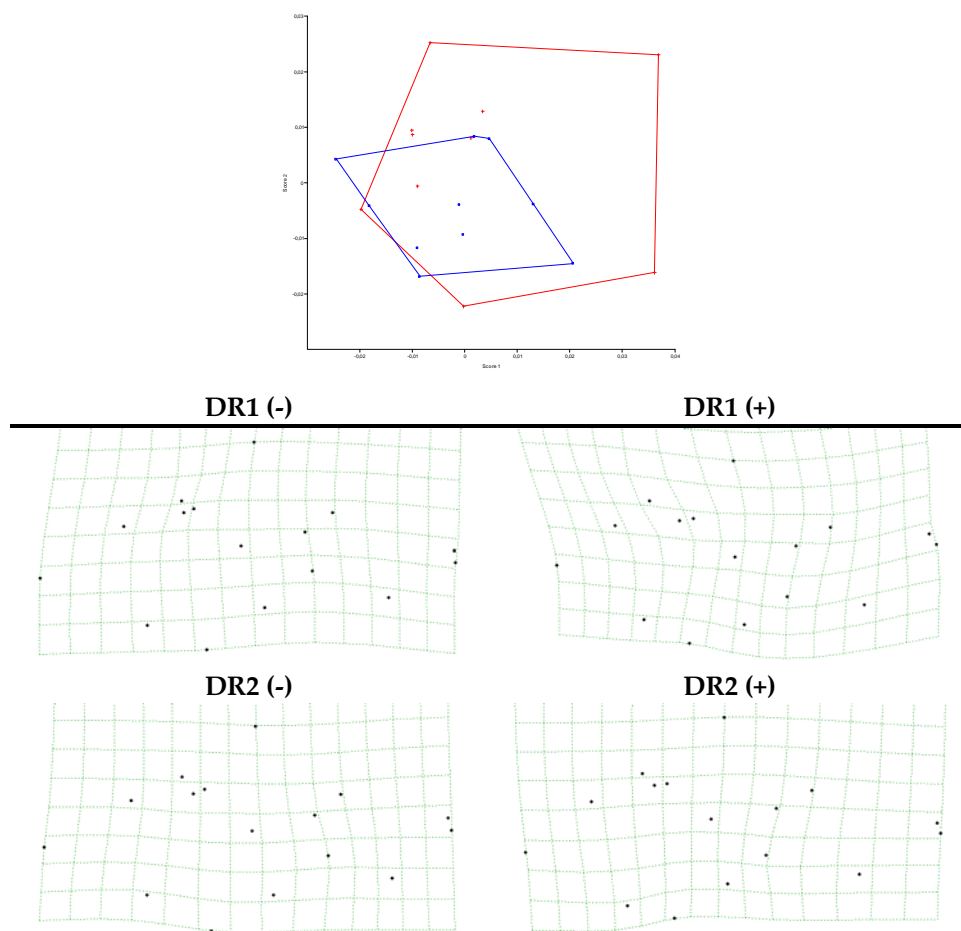 0,03
0,02
0,01
0
-0,01
-0,02
Score 2
-0,02 -0,01 0 0,01 0,02 0,03 0,04
Score 1
DR1 (-) DR1 (+)
DR2 (-) DR2 (+)